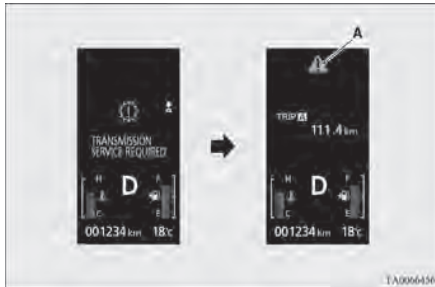 A
TRANSMISSION
SERVICE REQUIRED
H
F
D
C
E
001234 km 18°c
TRIP A
111.4 km
H
F
D
C
E
001234 km 18°c
TA0066456